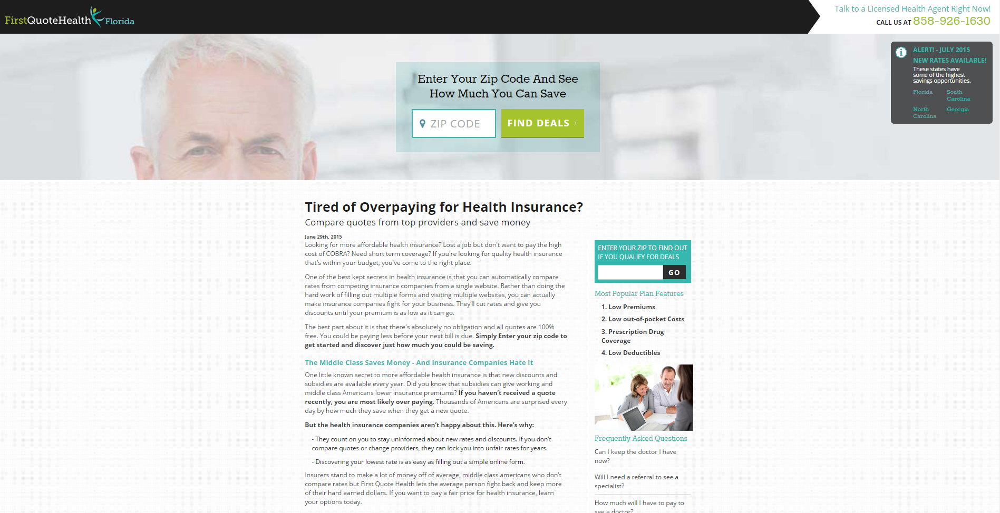 FirstQuoteHealth Florida
Talk to a Licensed Health Agent Right Now!
CALL US AT 858-926-1630
ALERT! - JULY 2015
NEW RATES AVAILABLE!
These states have
some of the highest
savings opportunities.
Florida
South
Carolina
North
Carolina
Georgia
Enter Your Zip Code And See
How Much You Can Save
ZIP CODE
FIND DEALS ›
Tired of Overpaying for Health Insurance?
Compare quotes from top providers and save money
June 29th, 2015
Looking for more affordable health insurance? Lost a job but don't want to pay the high
cost of COBRA? Need short term coverage? If you're looking for quality health insurance
that's within your budget, you've come to the right place.
One of the best kept secrets in health insurance is that you can automatically compare
rates from competing insurance companies from a single website. Rather than doing the
hard work of filling out multiple forms and visiting multiple websites, you can actually
make insurance companies fight for your business. They’ll cut rates and give you
discounts until your premium is as low as it can go.
The best part about it is that there's absolutely no obligation and all quotes are 100%
free. You could be paying less before your next bill is due. Simply Enter your zip code to
get started and discover just how much you could be saving.
The Middle Class Saves Money - And Insurance Companies Hate It
One little known secret to more affordable health insurance is that new discounts and
subsidies are available every year. Did you know that subsidies can give working and
middle class Americans lower insurance premiums? If you haven’t received a quote
recently, you are most likely over paying. Thousands of Americans are surprised every
day by how much they save when they get a new quote.
But the health insurance companies aren’t happy about this. Here’s why:
- They count on you to stay uninformed about new rates and discounts. If you don’t
compare quotes or change providers, they can lock you into unfair rates for years.
- Discovering your lowest rate is as easy as filling out a simple online form.
Insurers stand to make a lot of money off of average, middle class americans who don’t
compare rates but First Quote Health lets the average person fight back and keep more
of their hard earned dollars. If you want to pay a fair price for health insurance, learn
your options today.
ENTER YOUR ZIP TO FIND OUT
IF YOU QUALIFY FOR DEALS
GO
Most Popular Plan Features
1. Low Premiums
2. Low out-of-pocket Costs
3. Prescription Drug
Coverage
4. Low Deductibles
Frequently Asked Questions
Can I keep the doctor I have
now?
Will I need a referral to see a
specialist?
How much will I have to pay to
see a doctor?